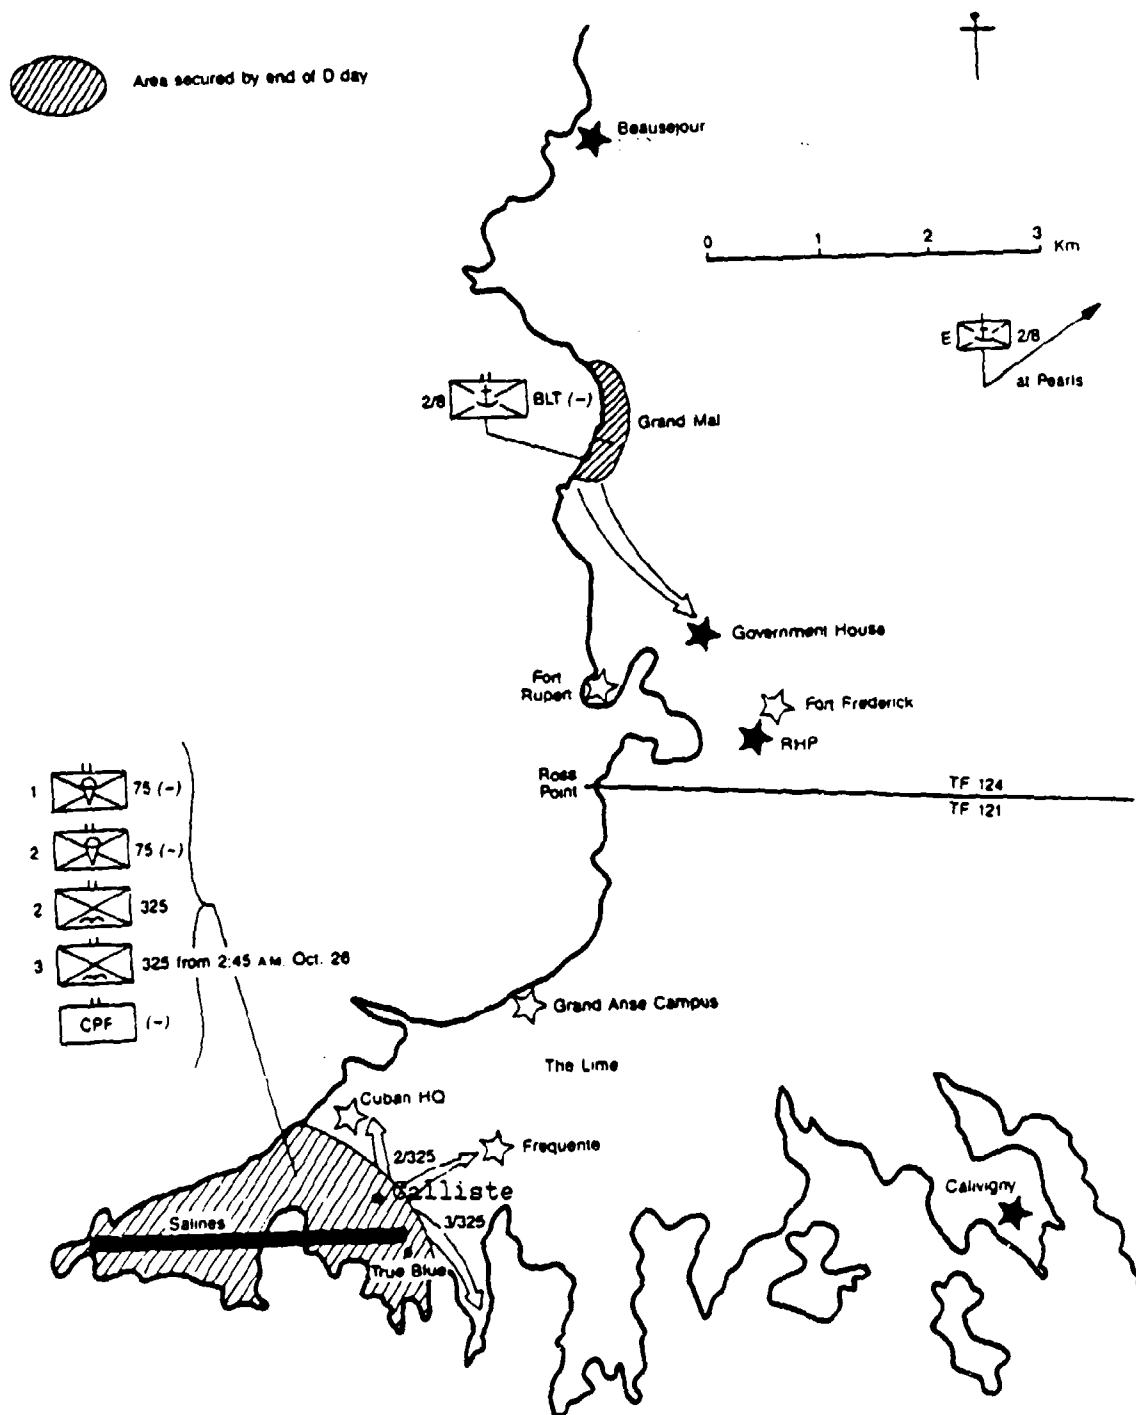 Area secured by end of D day
Beausejour
0 1 2 3 Km
E 2/8
at Pearls
2/8 BLT (-)
Grand Mal
Government House
Fort
Rupert
Fort Frederick
RHP
Ross
Point
TF 124
TF 121
1 75 (-)
2 75 (-)
2 325
3 325 from 2:45 A.M. Oct. 26
CPF (-)
Grand Anse Campus
The Lime
Cuban HQ
2/325
Frequente
Calliste
3/325
Salines
True Blue
Calivigny